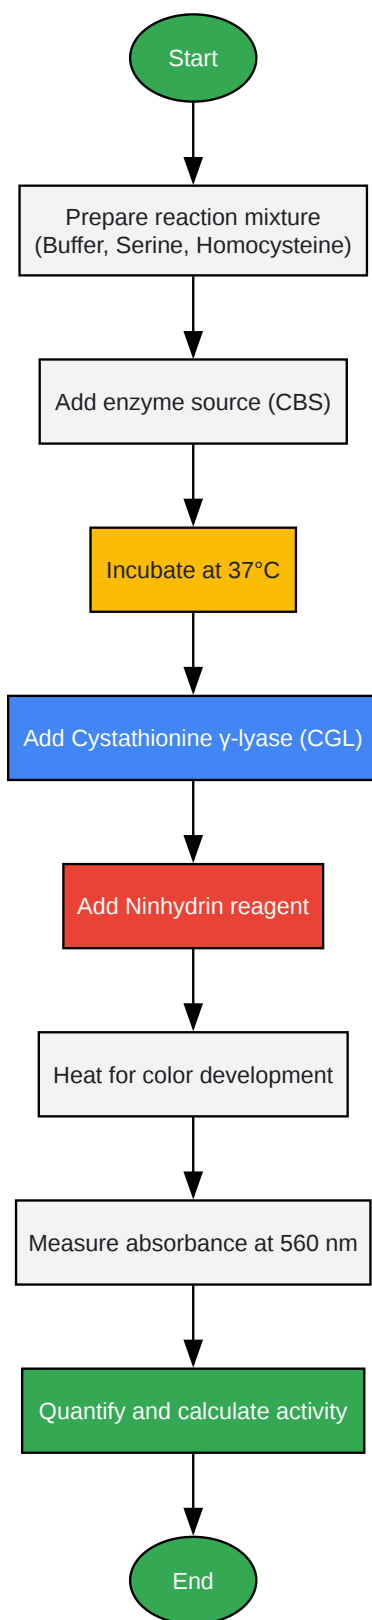 Start
Prepare reaction mixture
(Buffer, Serine, Homocysteine)
Add enzyme source (CBS)
Incubate at 37°C
Add Cystathionine γ-lyase (CGL)
Add Ninhydrin reagent
Heat for color development
Measure absorbance at 560 nm
Quantify and calculate activity
End